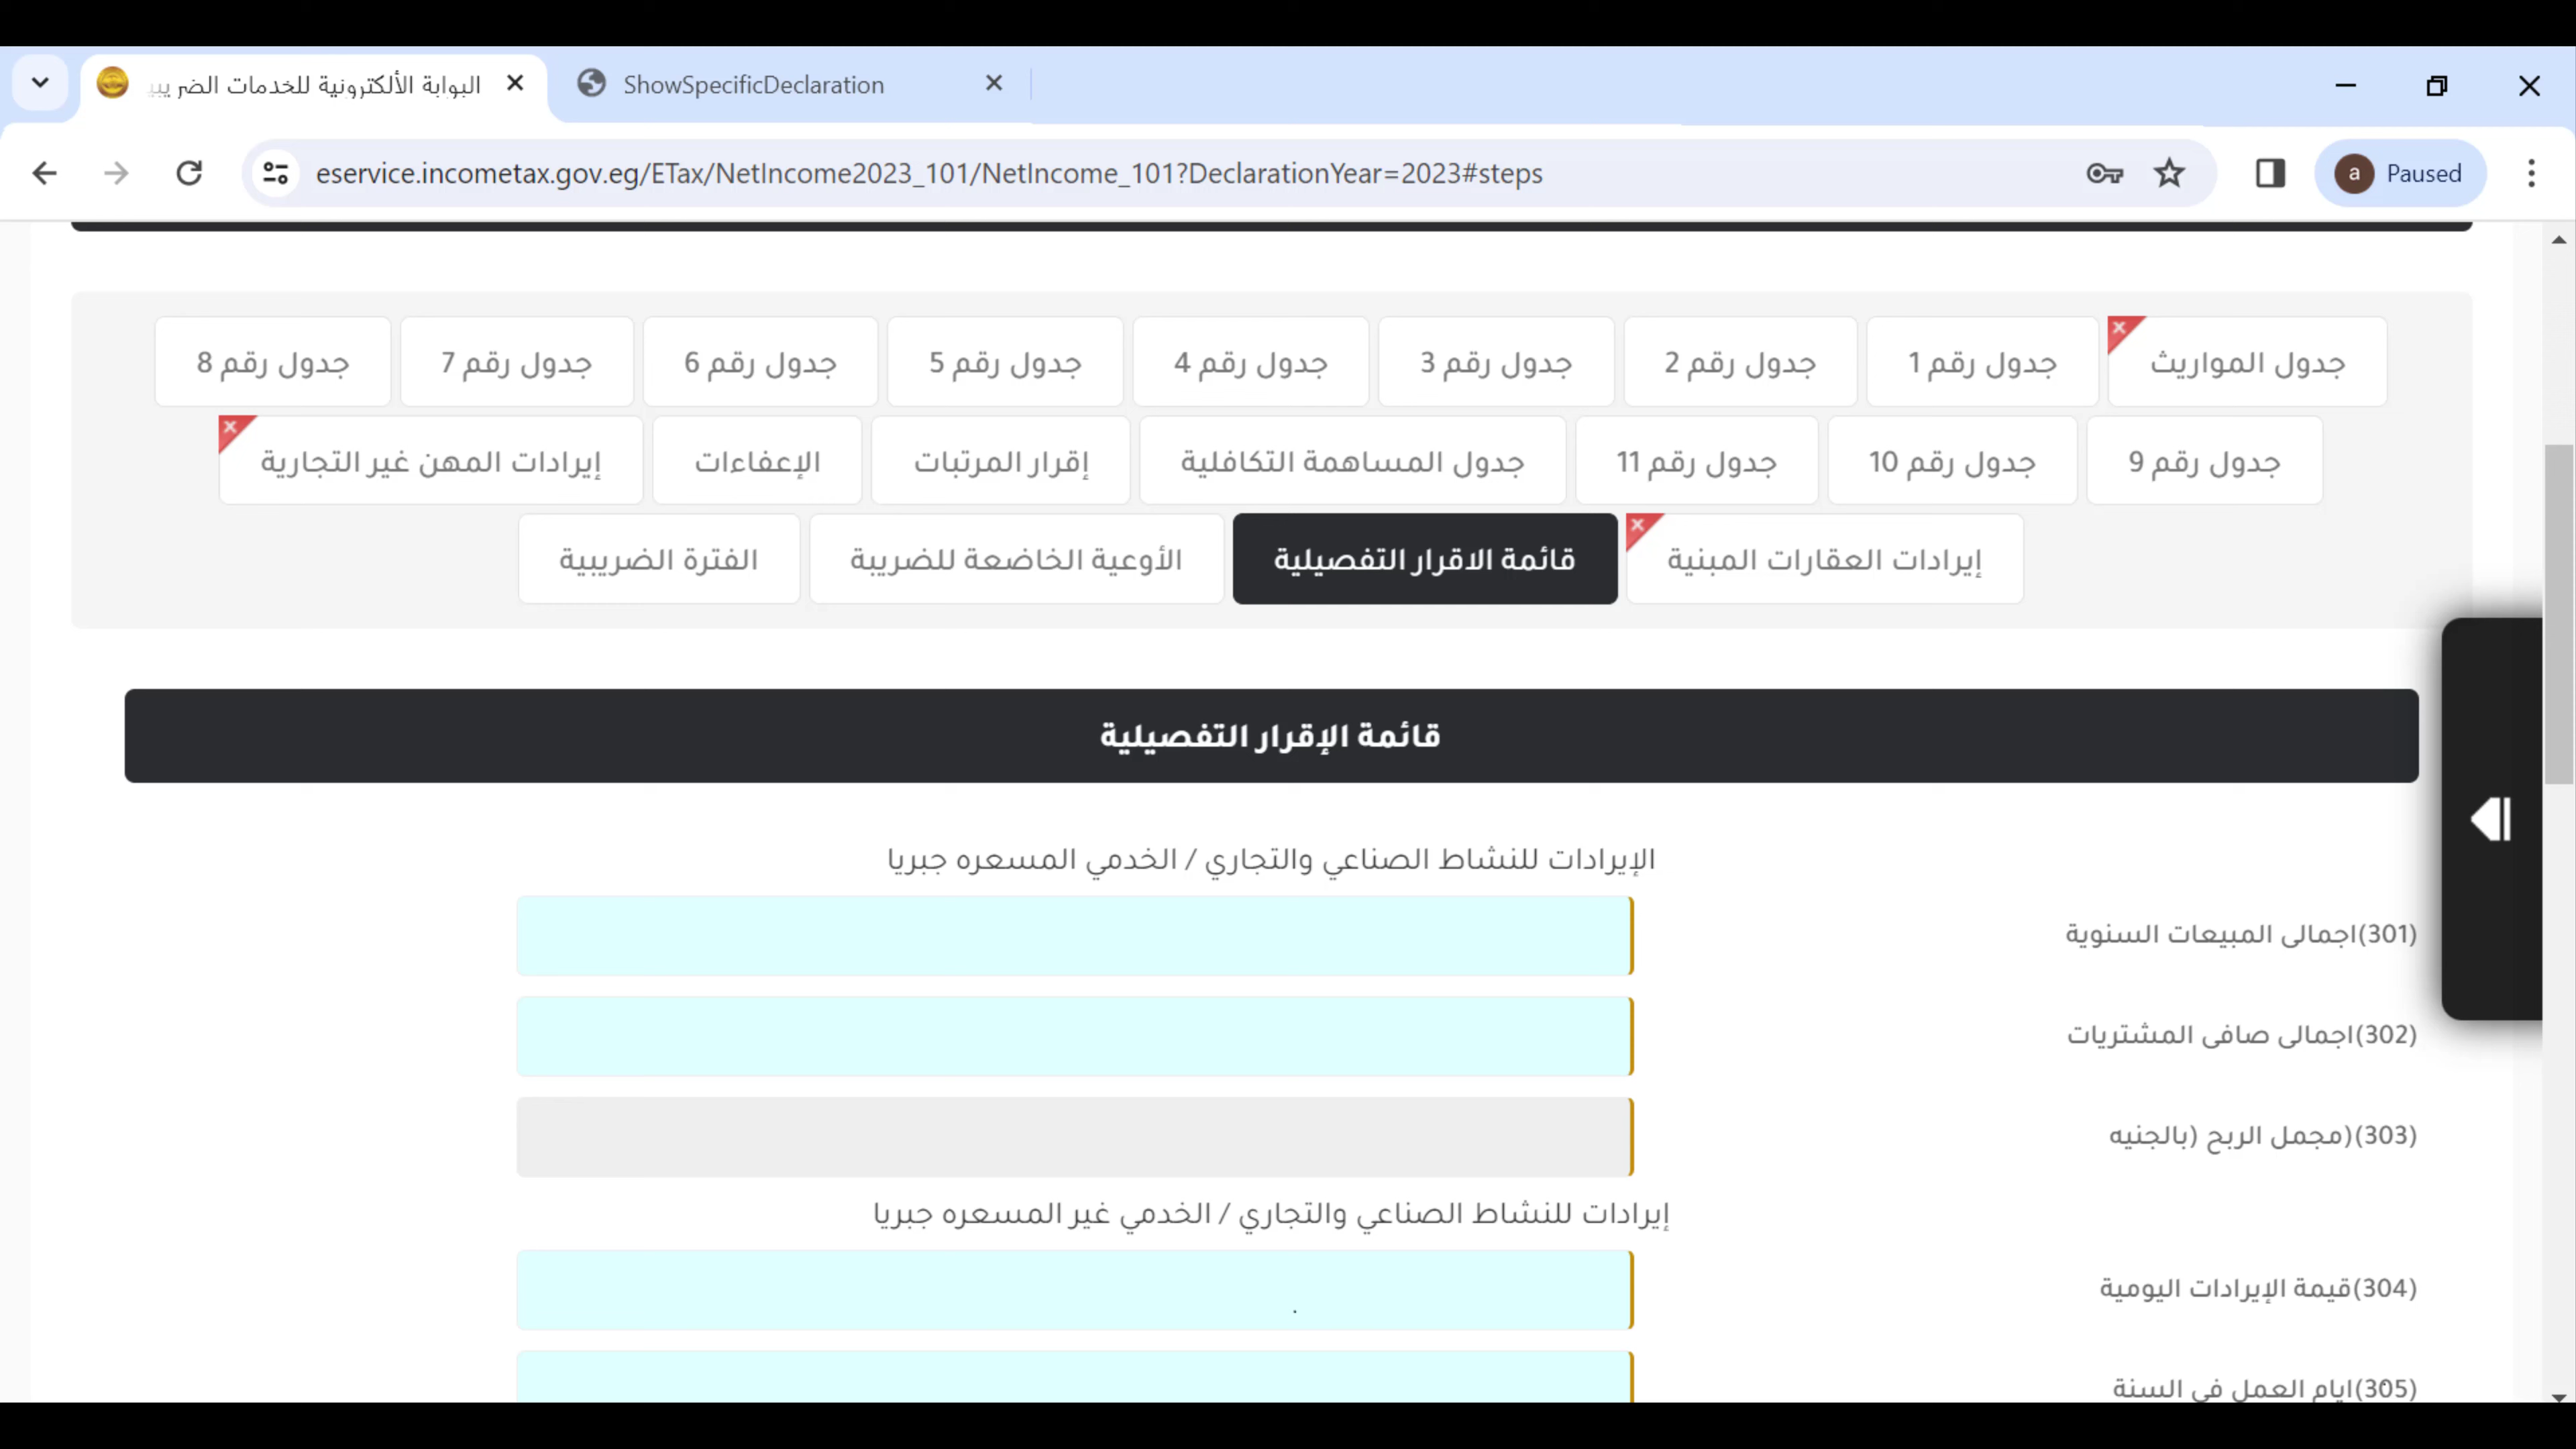 البوابة الألكترونية للخدمات الضريبي
ShowSpecificDeclaration
eservice.incometax.gov.eg/ETax/NetIncome2023_101/NetIncome_101?DeclarationYear=2023#steps
a Paused
جدول المواريث
جدول رقم 1
جدول رقم 2
جدول رقم 3
جدول رقم 4
جدول رقم 5
جدول رقم 6
جدول رقم 7
جدول رقم 8
جدول رقم 9
جدول رقم 10
جدول رقم 11
جدول المساهمة التكافلية
إقرار المرتبات
الإعفاءات
إيرادات المهن غير التجارية
إيرادات العقارات المبنية
قائمة الاقرار التفصيلية
الأوعية الخاضعة للضريبة
الفترة الضريبية
قائمة الإقرار التفصيلية
الإيرادات للنشاط الصناعي والتجاري / الخدمي المسعره جبريا
(301)اجمالى المبيعات السنوية
(302)اجمالى صافى المشتريات
(303)(مجمل الربح (بالجنيه
إيرادات للنشاط الصناعي والتجاري / الخدمي غير المسعره جبريا
(304)قيمة الإيرادات اليومية
(305)ايام العمل فى السنة